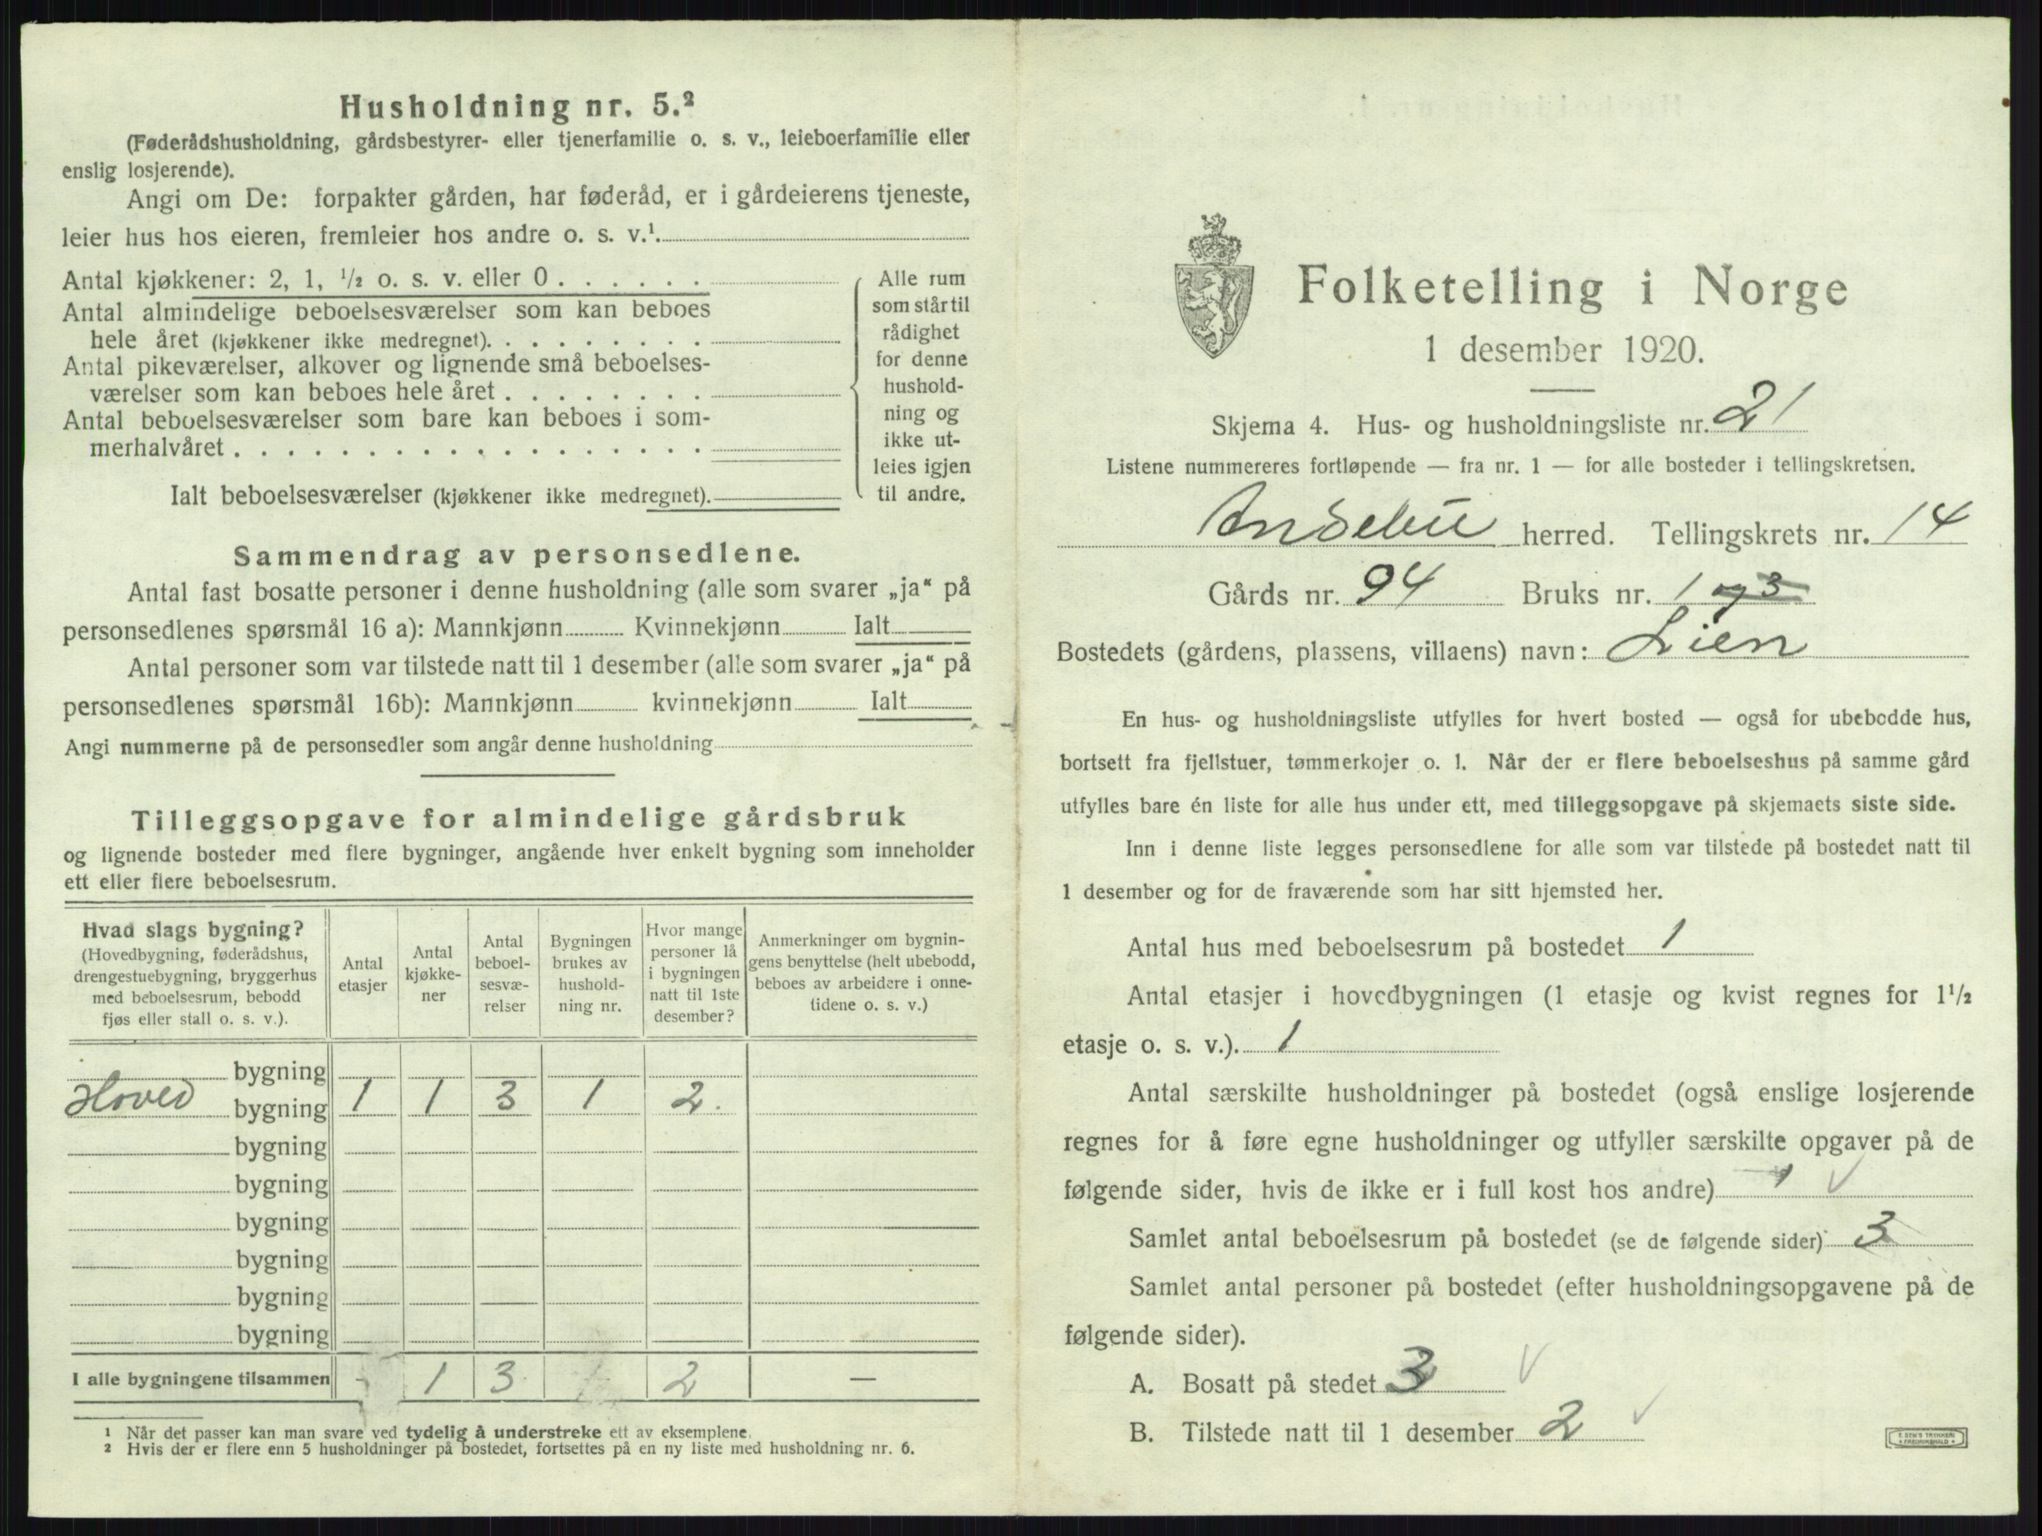 Husholdning nr. 5.²
(Føderådshusholdning, gårdsbestyrer- eller tjenerfamilie o. s. v., leieboerfamilie eller
enslig losjerende).
Angi om De: forpakter gården, har føderåd, er i gårdeierens tjeneste,
leier hus hos eieren, fremleier hos andre o. s. v.¹
Antal kjøkkener: 2, 1, ½ o. s. v. eller 0
Antal almindelige beboelsesværelser som kan beboes
hele året (kjøkkener ikke medregnet)
Antal pikeværelser, alkover og lignende små beboelses-
værelser som kan beboes hele året
Antal beboelsesværelser som bare kan beboes i som-
merhalvåret
Ialt beboelsesværelser (kjøkkener ikke medregnet)
Alle rum
som står til
rådighet
for denne
hushold-
ning og
ikke ut-
leies igjen
til andre.
Sammendrag av personsedlene.
Antal fast bosatte personer i denne husholdning (alle som svarer „ja“ på
personsedlenes spørsmål 16 a): Mannkjønn Kvinnekjønn Ialt
Antal personer som var tilstede natt til 1 desember (alle som svarer „ja“ på
personsedlenes spørsmål 16b): Mannkjønn kvinnekjønn Ialt
Angi nummerne på de personsedler som angår denne husholdning
Tilleggsopgave for almindelige gårdsbruk
og lignende bosteder med flere bygninger, angående hver enkelt bygning som inneholder
ett eller flere beboelsesrum.
Hvad slags bygning?
(Hovedbygning, føderådshus,
drengestuebygning, bryggerhus
med beboelsesrum, bebodd
fjøs eller stall o. s. v.).
Antal
etasjer
Antal
kjøkke-
ner
Antal
beboel-
sesvæ-
relser
Bygningen
brukes av
hushold-
ning nr.
Hvor mange
personer lå
i bygningen
natt til 1ste
desember?
Anmerkninger om bygnin-
gens benyttelse (helt ubebodd,
beboes av arbeidere i onne-
tidene o. s. v.)
bygning
Hoved bygning 1 1 3 1 2.
bygning
bygning
bygning
bygning
bygning
bygning
I alle bygningene tilsammen - 1 3 1 2 —
¹ Når det passer kan man svare ved tydelig å understreke ett av eksemplene.
² Hvis der er flere enn 5 husholdninger på bostedet, fortsettes på en ny liste med husholdning nr. 6.
Folketelling i Norge
1 desember 1920.
Skjema 4. Hus- og husholdningsliste nr. 21
Listene nummereres fortløpende — fra nr. 1 — for alle bosteder i tellingskretsen.
Andebu herred. Tellingskrets nr. 14
Gårds nr. 94 Bruks nr. 1 og 3
Bostedets (gårdens, plassens, villaens) navn: Lien
En hus- og husholdningsliste utfylles for hvert bosted — også for ubebodde hus,
bortsett fra fjellstuer, tømmerkojer o. l. Når der er flere beboelseshus på samme gård
utfylles bare én liste for alle hus under ett, med tilleggsopgave på skjemaets siste side.
Inn i denne liste legges personsedlene for alle som var tilstede på bostedet natt til
1 desember og for de fraværende som har sitt hjemsted her.
Antal hus med beboelsesrum på bostedet 1
Antal etasjer i hovedbygningen (1 etasje og kvist regnes for 1½
etasje o. s. v.). 1
Antal særskilte husholdninger på bostedet (også enslige losjerende
regnes for å føre egne husholdninger og utfyller særskilte opgaver på de
følgende sider, hvis de ikke er i full kost hos andre) 1 ✓
Samlet antal beboelsesrum på bostedet (se de følgende sider) 3
Samlet antal personer på bostedet (efter husholdningsopgavene på de
følgende sider).
A. Bosatt på stedet 3 ✓
B. Tilstede natt til 1 desember 2 ✓